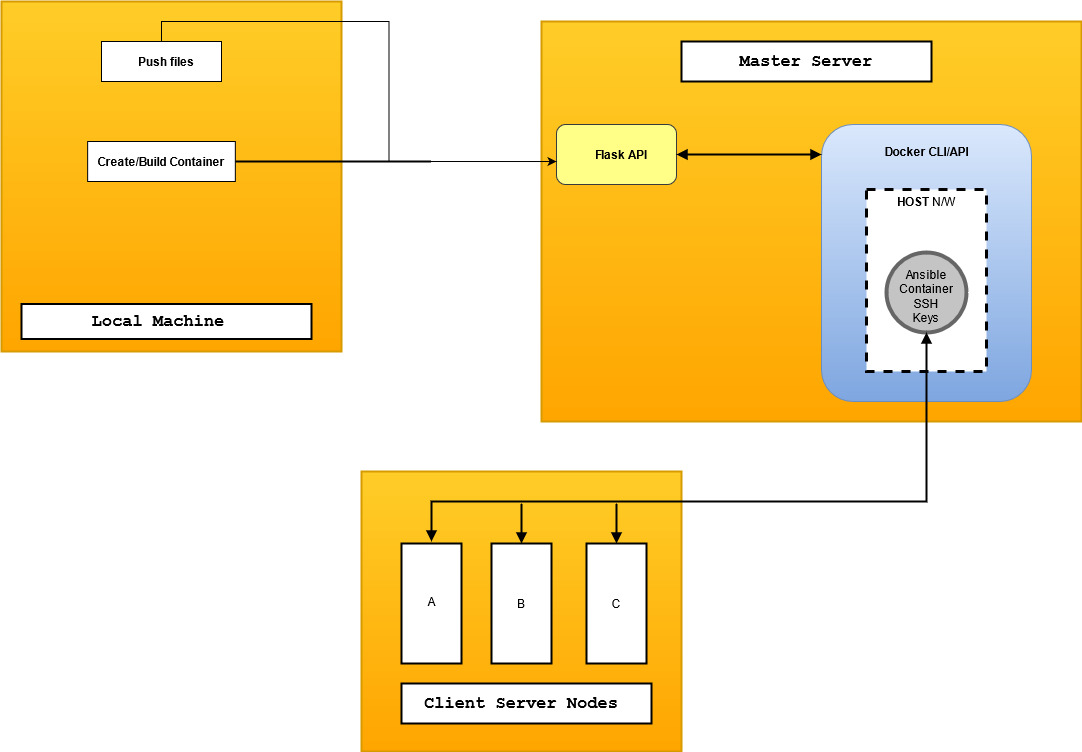 Push files
Create/Build Container
Local Machine
Master Server
Flask API
Docker CLI/API
HOST N/W
Ansible
Container
SSH
Keys
A
B
C
Client Server Nodes